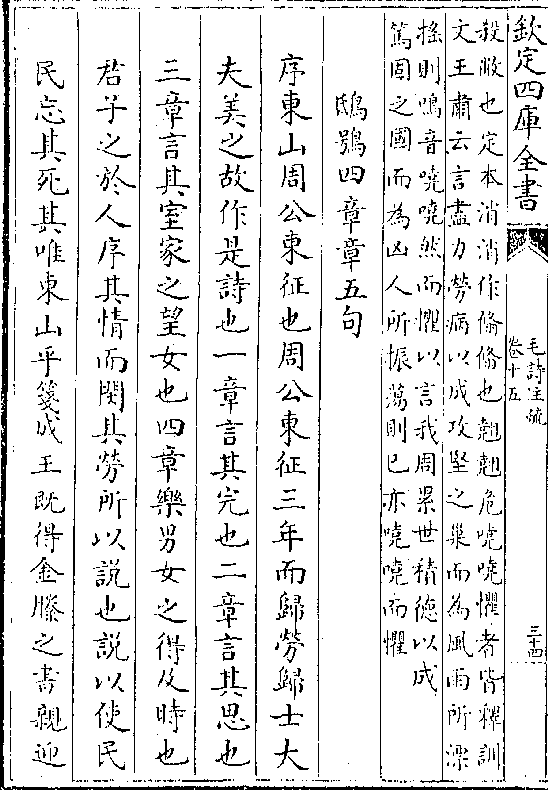 欽定四庫全書
毛詩注疏
卷十五
三十四
殺敝也定本消消作翛翛也翹翹危嘵嘵懼者皆釋訓
文王肅云言盡力勞病以成攻堅之巢而為風雨所漂
揺則鳴音嘵嘵然而懼以言我周累世積德以成
篤固之國而為凶人所振蕩則已亦嘵嘵而懼
鴟鴞四章章五句
序東山周公東征也周公東征三年而歸勞歸士大
夫美之故作是詩也一章言其完也二章言其思也
三章言其室家之望女也四章樂男女之得及時也
君子之於人序其情而閔其勞所以説也説以使民
民忘其死其唯東山乎箋成王既得金縢之書親迎